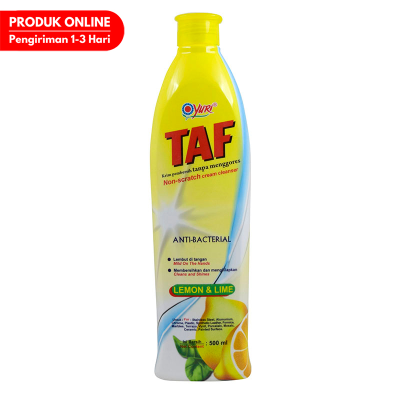 PRODUK ONLINE
Pengiriman 1-3 Hari
YURI
TAF
Krim pembersih tanpa menggores
Non-scratch cream cleanser
ANTI-BACTERIAL
Lembut di tangan
Mild On The Hands
Membersihkan dan mengkilapkan
Cleans and Shines
LEMON & LIME
: 500 ml